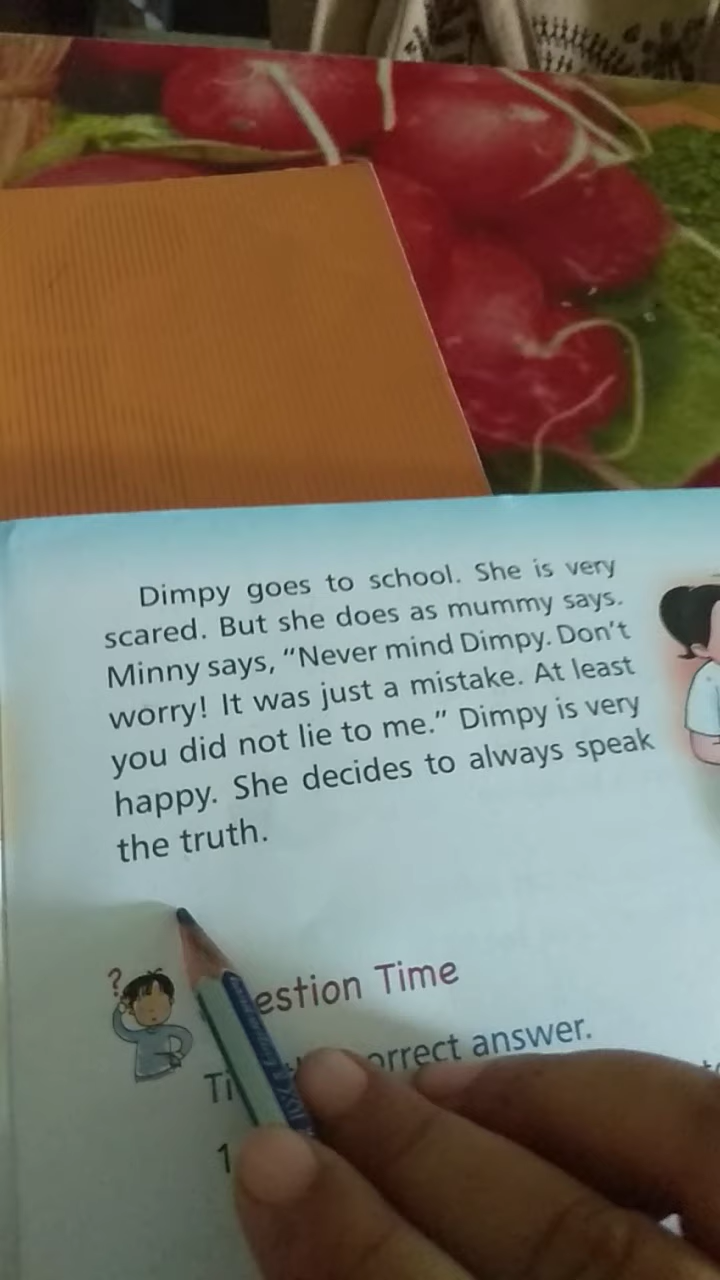 Dimpy goes to school. She is very
scared. But she does as mummy says.
Minny says, “Never mind Dimpy. Don’t
worry! It was just a mistake. At least
you did not lie to me.” Dimpy is very
happy. She decides to always speak
the truth.
?
estion Time
orrect answer.
1